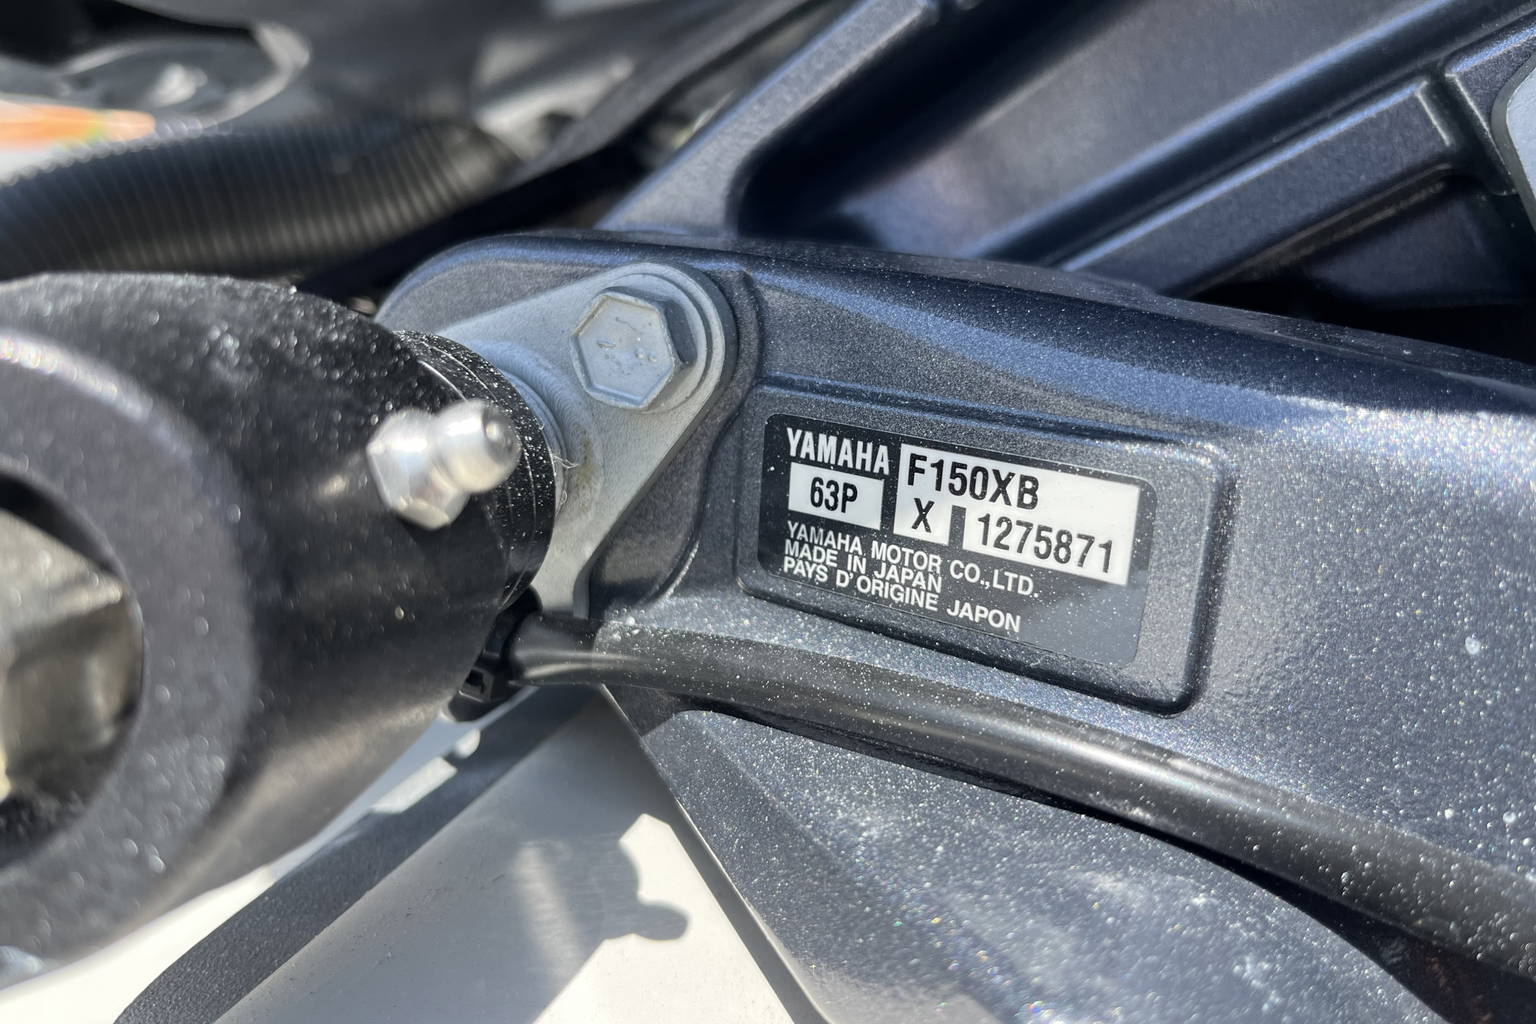 YAMAHA
F150XB
63P
X 1275871
YAMAHA MOTOR CO.,LTD.
MADE IN JAPAN
PAYS D'ORIGINE JAPON